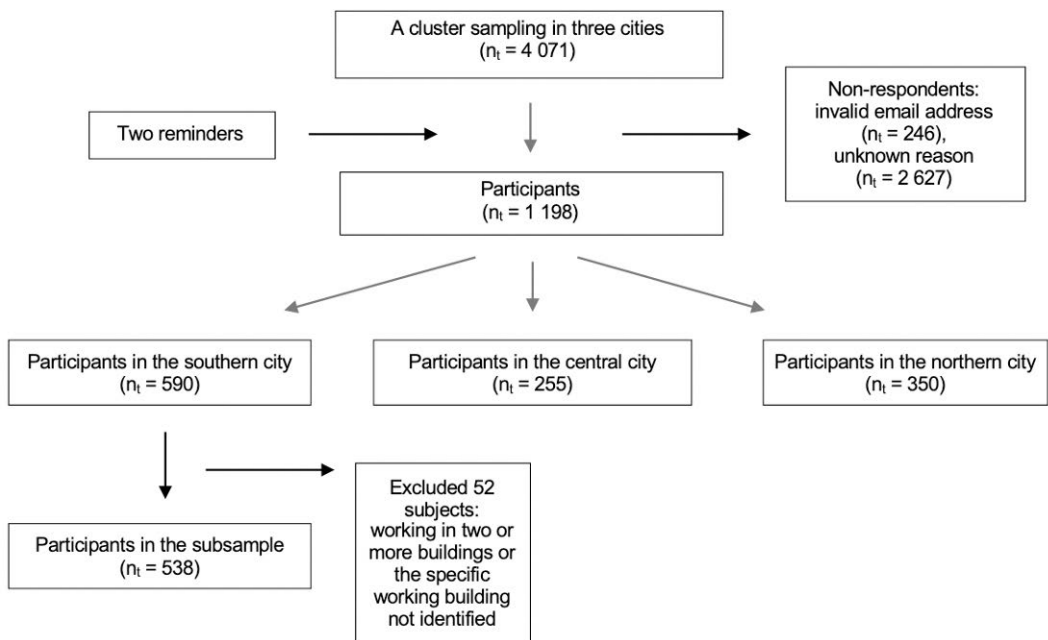 A cluster sampling in three cities
(nₜ = 4 071)
Two reminders
Non-respondents:
invalid email address
(nₜ = 246),
unknown reason
(nₜ = 2 627)
Participants
(nₜ = 1 198)
Participants in the southern city
(nₜ = 590)
Participants in the central city
(nₜ = 255)
Participants in the northern city
(nₜ = 350)
Excluded 52
subjects:
working in two or
more buildings or
the specific
working building
not identified
Participants in the subsample
(nₜ = 538)